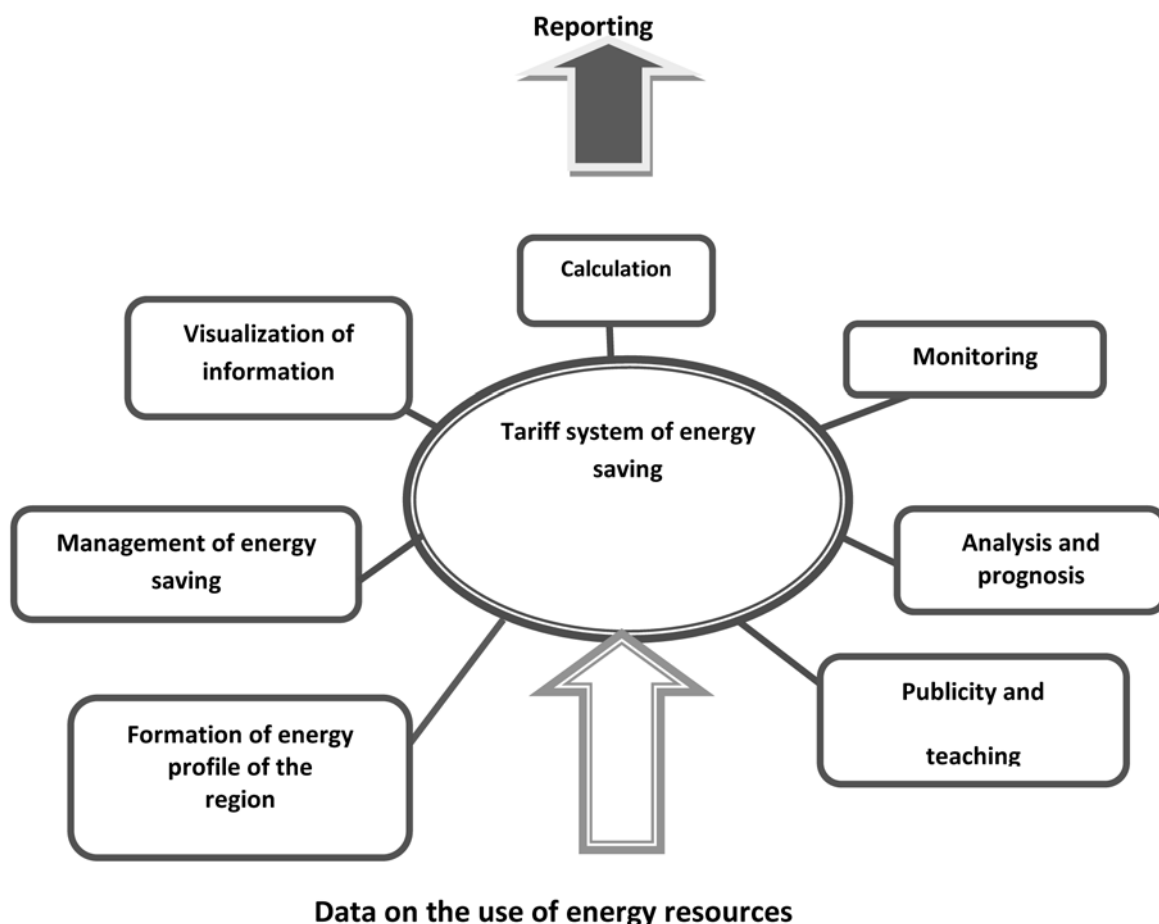 Reporting
Calculation
Visualization of
information
Monitoring
Tariff system of energy
saving
Management of energy
saving
Analysis and
prognosis
Formation of energy
profile of the
region
Publicity and
teaching
Data on the use of energy resources